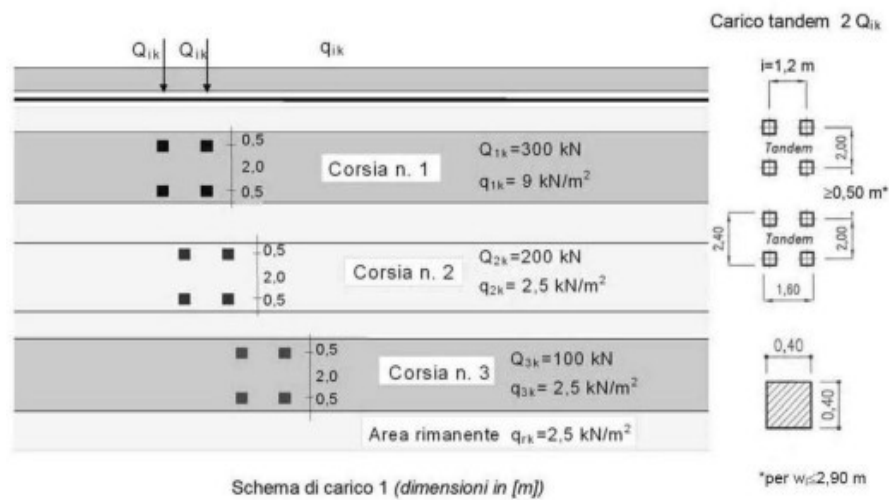 Carico tandem 2 Qik
Qik Qik qik
i=1,2 m
0,5
2,0
0,5
Corsia n. 1
Q1k=300 kN
q1k= 9 kN/m²
Tandem
2,00
≥0,50 m*
0,5
2,0
0,5
Corsia n. 2
Q2k=200 kN
q2k= 2,5 kN/m²
2,40
Tandem
2,00
1,60
0,5
2,0
0,5
Corsia n. 3
Q3k=100 kN
q3k= 2,5 kN/m²
0,40
0,40
Area rimanente qrk=2,5 kN/m²
Schema di carico 1 (dimensioni in [m])
*per wl≤2,90 m